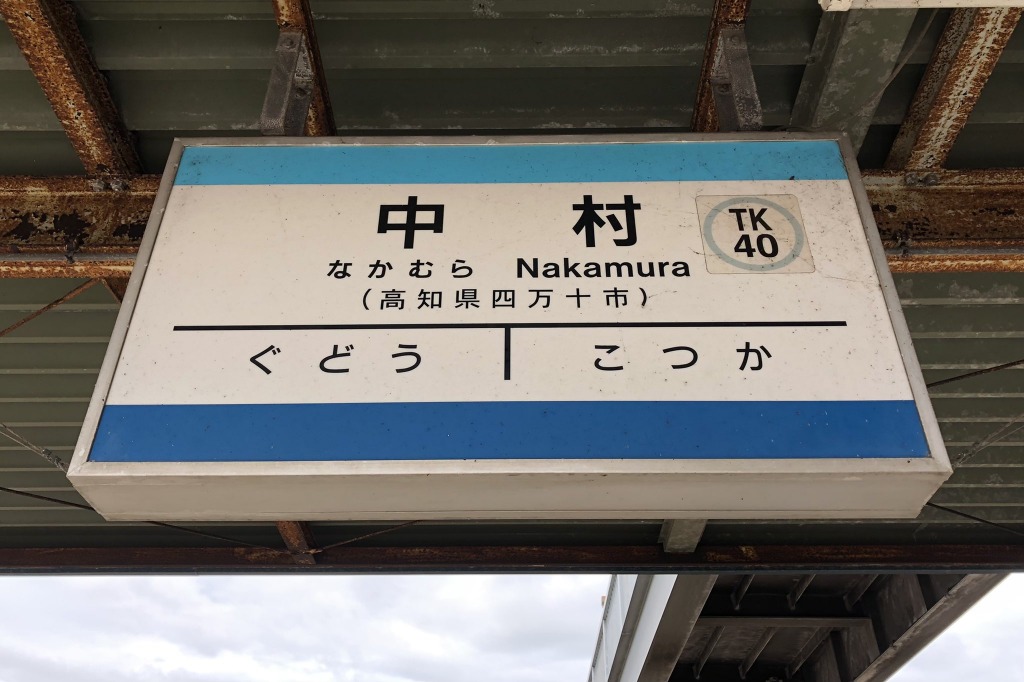 中村
TK
40
なかむら Nakamura
(高知県四万十市)
ぐどう こつか